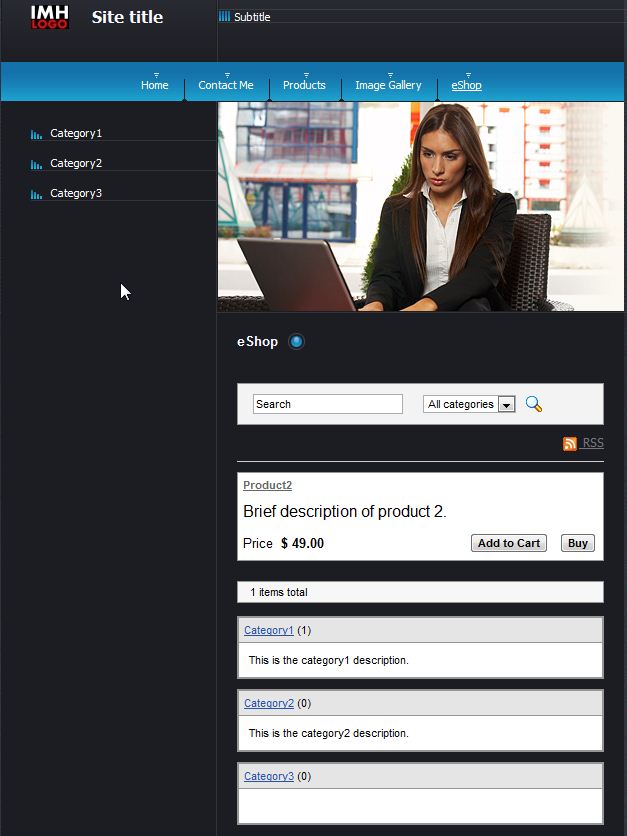 IMH
LOGO
Site title
Subtitle
Home
Contact Me
Products
Image Gallery
eShop
Category1
Category2
Category3
eShop
Search
All categories
RSS
Product2
Brief description of product 2.
Price $ 49.00
Add to Cart
Buy
1 items total
Category1 (1)
This is the category1 description.
Category2 (0)
This is the category2 description.
Category3 (0)